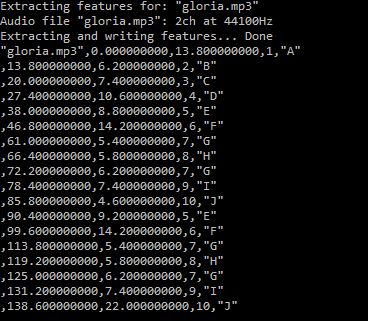 Extracting features for: "gloria.mp3"
Audio file "gloria.mp3": 2ch at 44100Hz
Extracting and writing features... Done
"gloria.mp3",0.000000000,13.800000000,1,"A"
,13.800000000,6.200000000,2,"B"
,20.000000000,7.400000000,3,"C"
,27.400000000,10.600000000,4,"D"
,38.000000000,8.800000000,5,"E"
,46.800000000,14.200000000,6,"F"
,61.000000000,5.400000000,7,"G"
,66.400000000,5.800000000,8,"H"
,72.200000000,6.200000000,7,"G"
,78.400000000,7.400000000,9,"I"
,85.800000000,4.600000000,10,"J"
,90.400000000,9.200000000,5,"E"
,99.600000000,14.200000000,6,"F"
,113.800000000,5.400000000,7,"G"
,119.200000000,5.800000000,8,"H"
,125.000000000,6.200000000,7,"G"
,131.200000000,7.400000000,9,"I"
,138.600000000,22.000000000,10,"J"